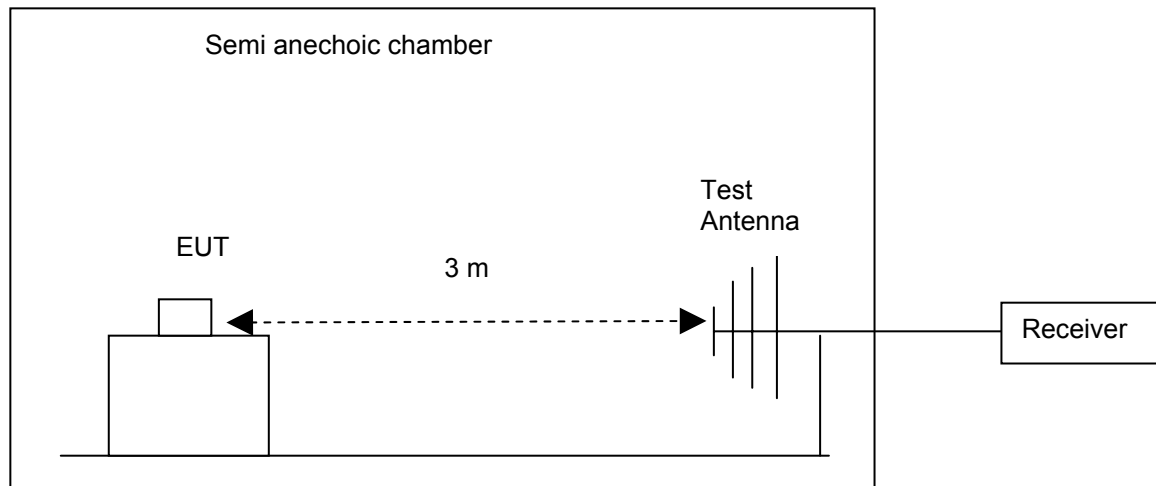 Semi anechoic chamber
Test
Antenna
EUT
3 m
Receiver